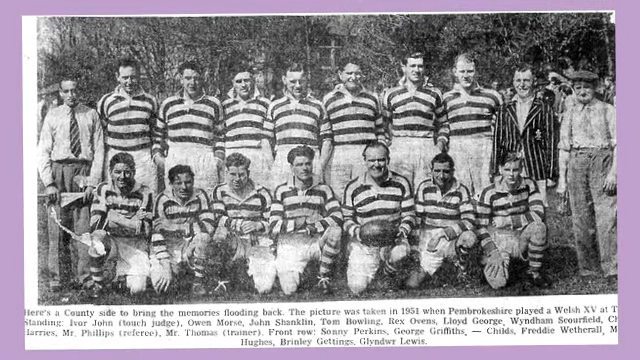 Here's a County side to bring the memories flooding back. The picture was taken in 1951 when Pembrokeshire played a Welsh XV at T
Standing: Ivor John (touch judge), Owen Morse, John Shanklin, Tom Bowling, Rex Ovens, Lloyd George, Wyndham Scourfield, Ch
Harries, Mr. Phillips (referee), Mr. Thomas (trainer). Front row: Sonny Perkins, George Griffiths, — Childs, Freddie Wetherall, M
Hughes, Brinley Gettings, Glyndwr Lewis.